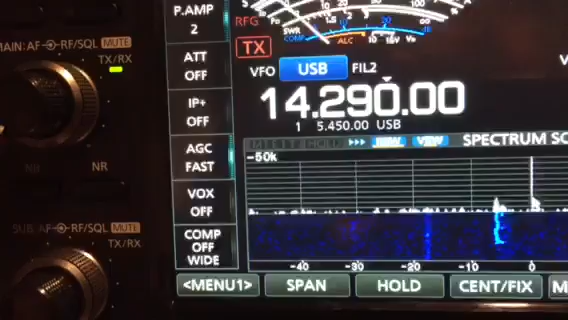 P.AMP
2
RFG
SWR
COMP
ALC
TX
MAIN: AF-RF/SQL MUTE
TX/RX
ATT
OFF
VFO USB FIL2
14.290.00
1 5.450.00 USB
IP+
OFF
SPECTRUM SC
-50k
AGC
FAST
NB NR
VOX
OFF
SUB: AF-RF/SQL MUTE
TX/RX
COMP
OFF
WIDE
-40 -30 -20 -10 0
<MENU1> SPAN HOLD CENT/FIX M